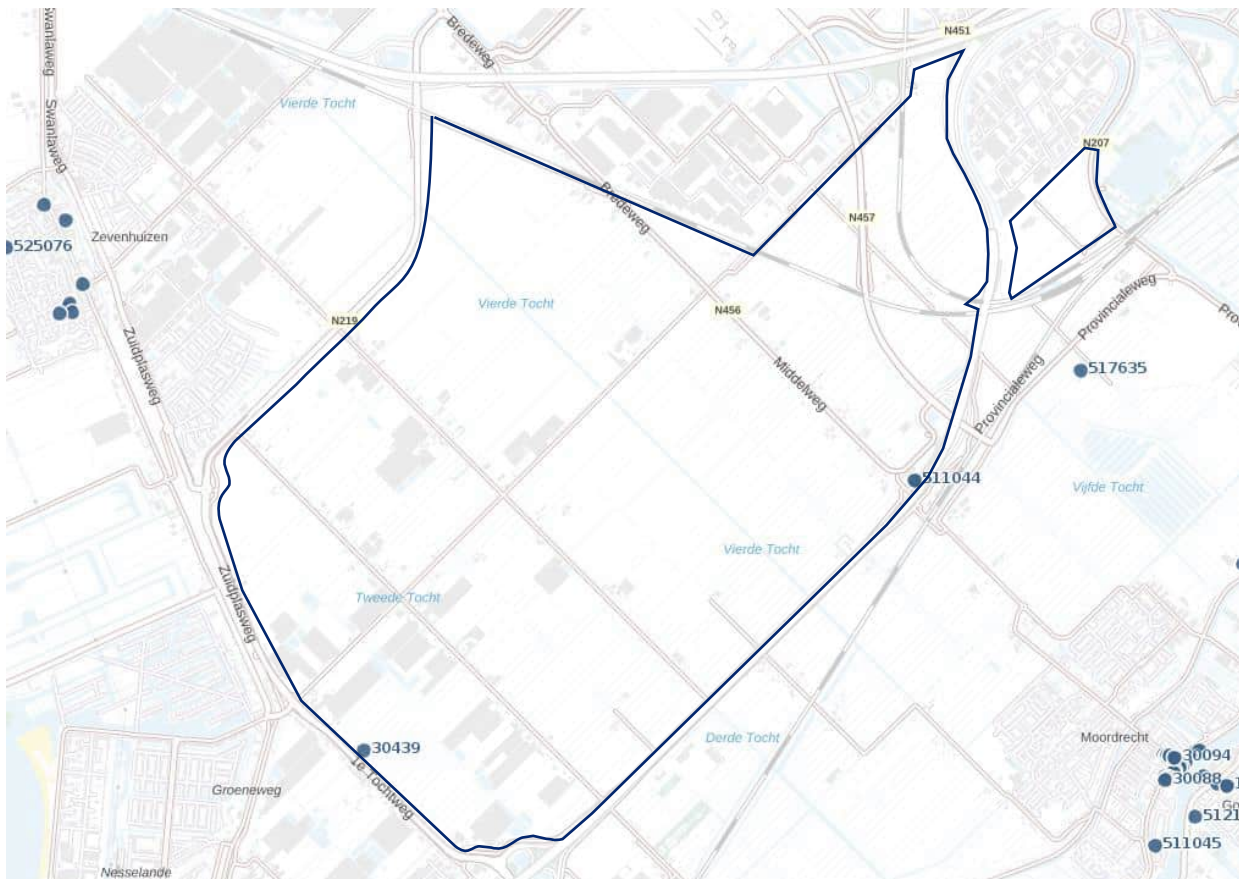 N451
Bredeweg
Swanlaweg
Vierde Tocht
Swanlaweg
N207
Bredeweg
N457
Zevenhuizen
525076
Vierde Tocht
N456
N219
Provincialeweg
Zuidplasweg
517635
Middelweg
Provincialeweg
511044
Vijfde Tocht
Vierde Tocht
Zuidplasweg
Tweede Tocht
Derde Tocht
Moordrecht
30439
30094
1e Tochtweg
30088
Groeneweg
511045
Nesselande